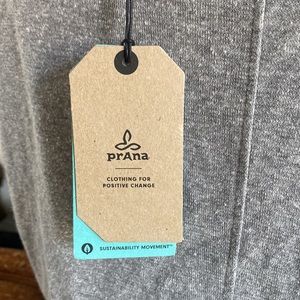 prAna
CLOTHING FOR
POSITIVE CHANGE
SUSTAINABILITY MOVEMENT™